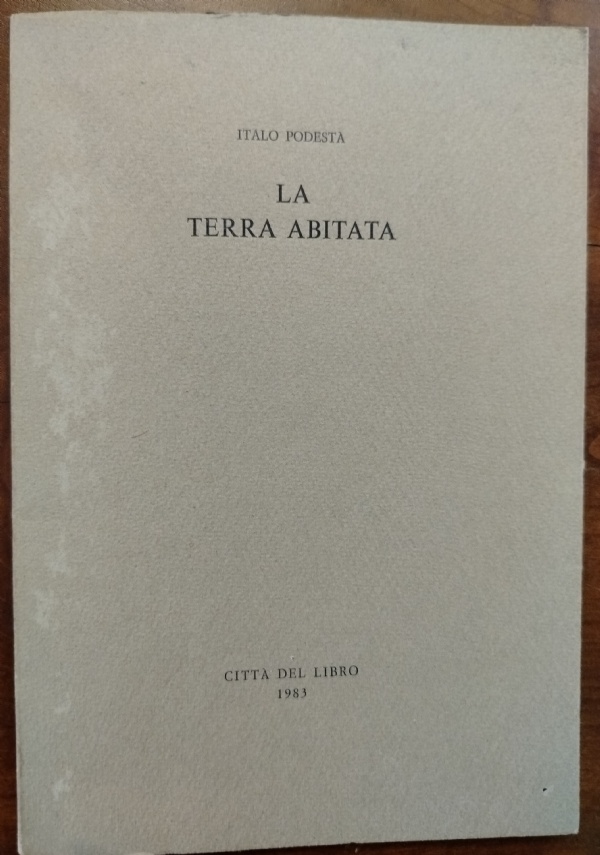 ITALO PODESTÀ
LA
TERRA ABITATA
CITTÀ DEL LIBRO
1983